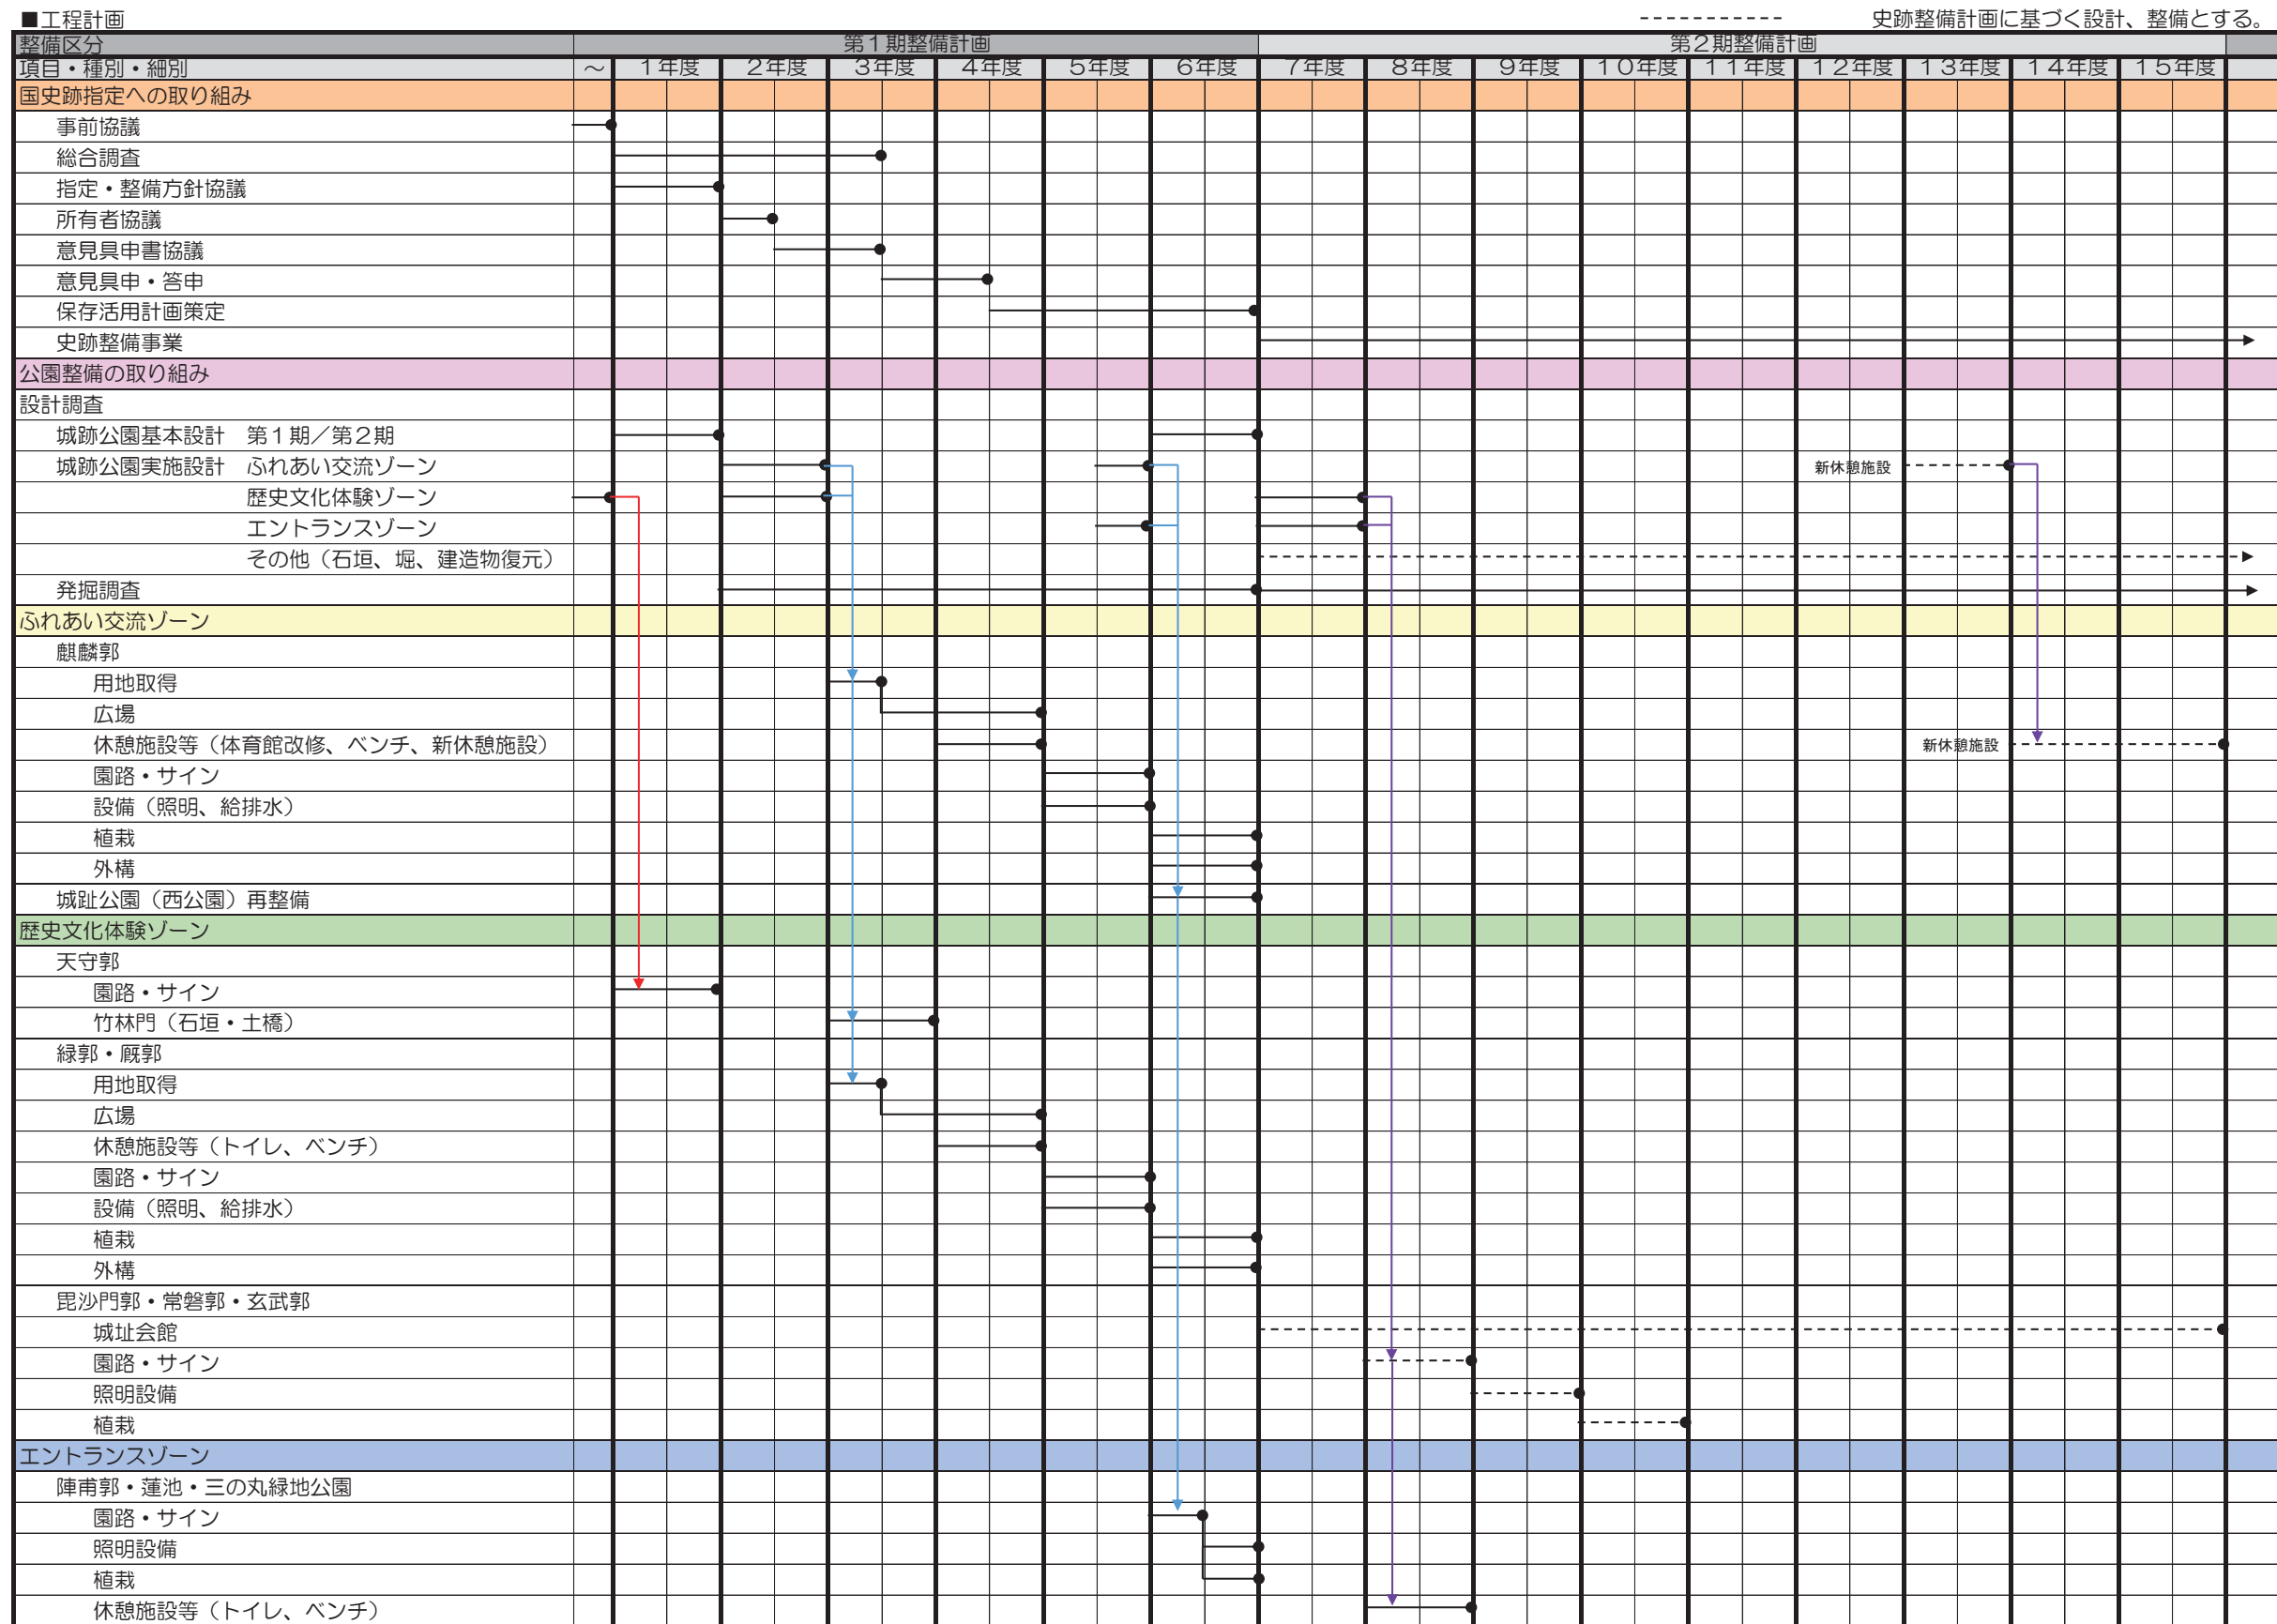 ■工程計画
史跡整備計画に基づく設計、整備とする。
整備区分 第1期整備計画 第2期整備計画
項目・種別・細別 ～ 1年度 2年度 3年度 4年度 5年度 6年度 7年度 8年度 9年度 10年度 11年度 12年度 13年度 14年度 15年度
国史跡指定への取り組み
事前協議
総合調査
指定・整備方針協議
所有者協議
意見具申書協議
意見具申・答申
保存活用計画策定
史跡整備事業
公園整備の取り組み
設計調査
城跡公園基本設計 第1期／第2期
城跡公園実施設計 ふれあい交流ゾーン 新休憩施設
歴史文化体験ゾーン
エントランスゾーン
その他（石垣、堀、建造物復元）
発掘調査
ふれあい交流ゾーン
麒麟郭
用地取得
広場
休憩施設等（体育館改修、ベンチ、新休憩施設） 新休憩施設
園路・サイン
設備（照明、給排水）
植栽
外構
城趾公園（西公園）再整備
歴史文化体験ゾーン
天守郭
園路・サイン
竹林門（石垣・土橋）
緑郭・厩郭
用地取得
広場
休憩施設等（トイレ、ベンチ）
園路・サイン
設備（照明、給排水）
植栽
外構
毘沙門郭・常磐郭・玄武郭
城址会館
園路・サイン
照明設備
植栽
エントランスゾーン
陣甫郭・蓮池・三の丸緑地公園
園路・サイン
照明設備
植栽
休憩施設等（トイレ、ベンチ）